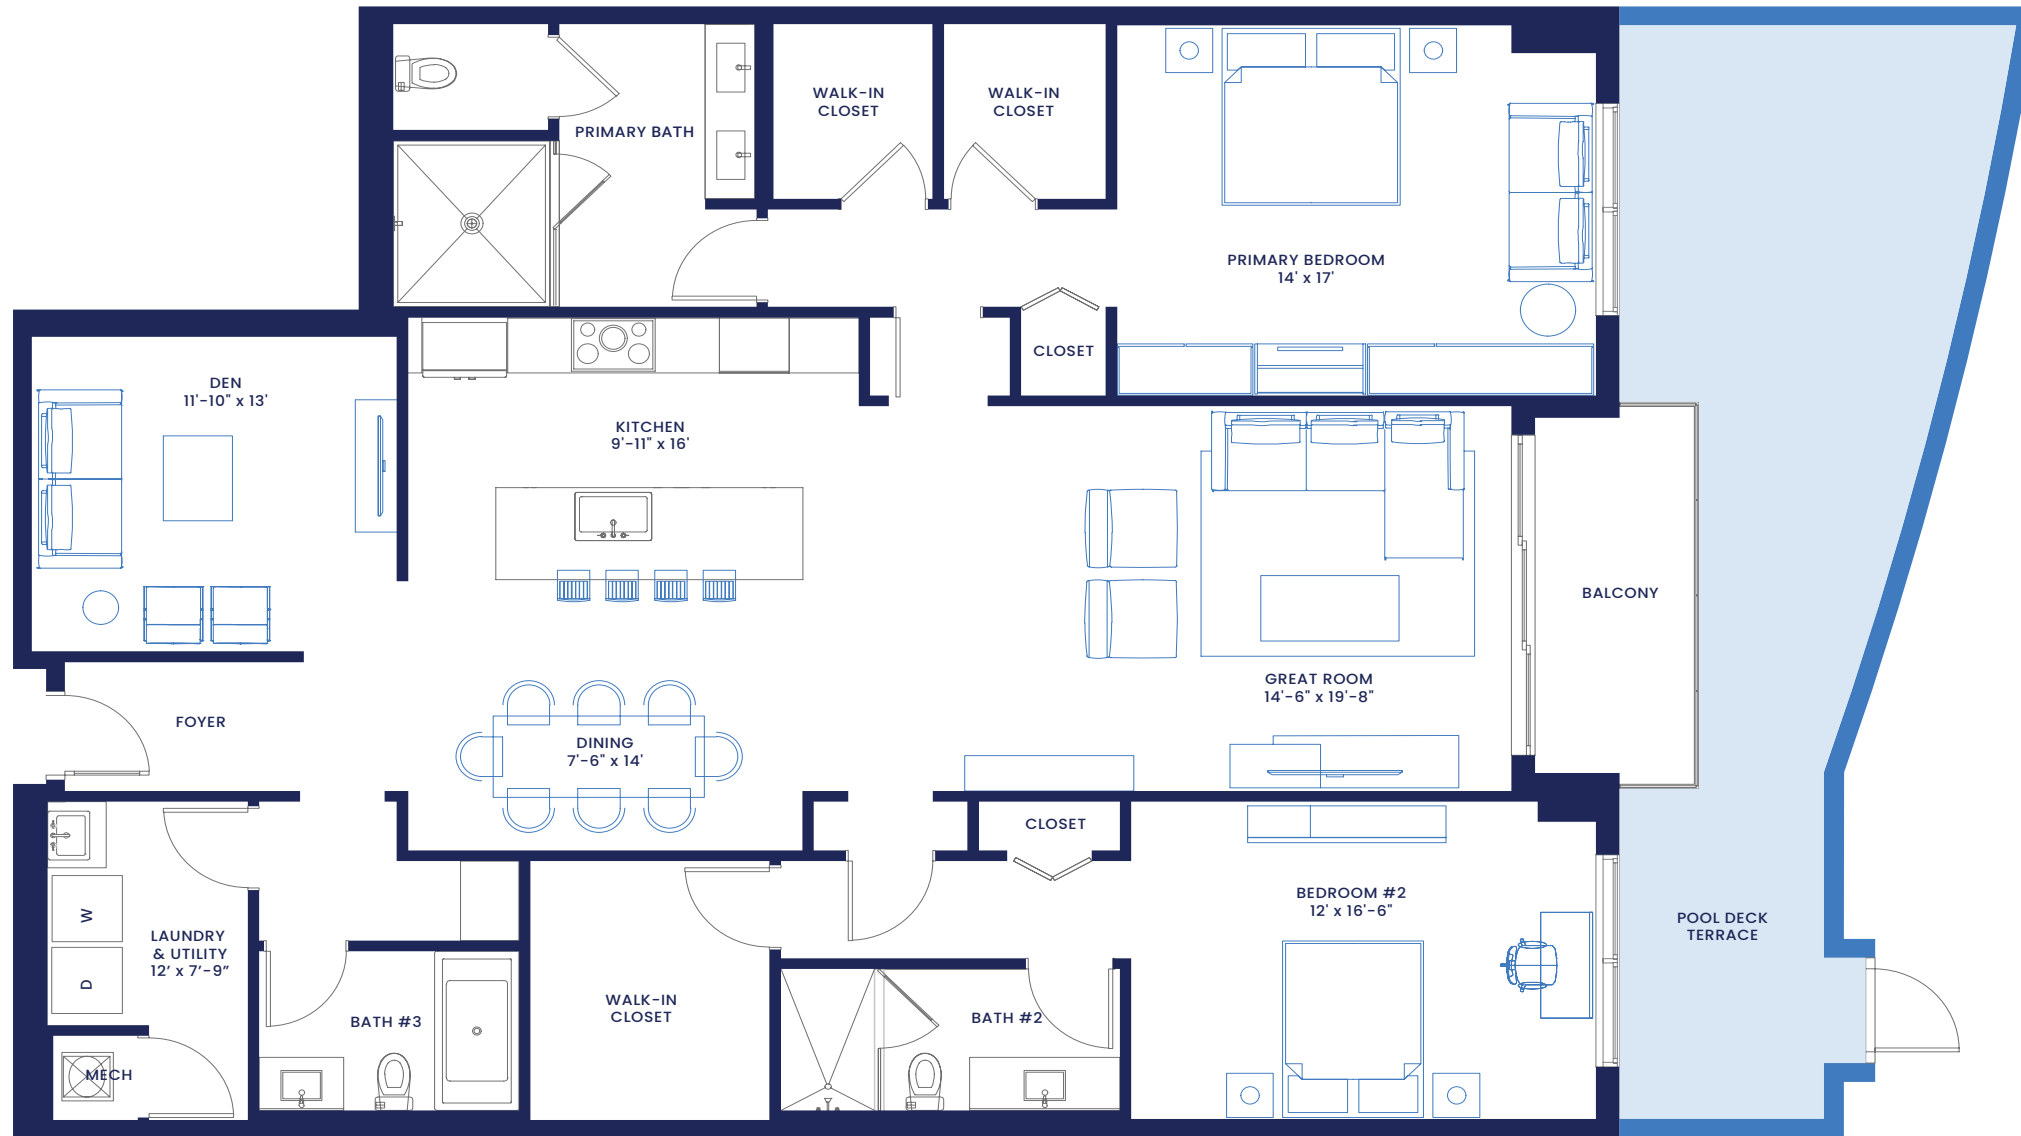 WALK-IN
CLOSET
WALK-IN
CLOSET
PRIMARY BATH
PRIMARY BEDROOM
14' x 17'
CLOSET
DEN
11'-10" x 13'
KITCHEN
9'-11" x 16'
BALCONY
GREAT ROOM
14'-6" x 19'-8"
FOYER
DINING
7'-6" x 14'
CLOSET
BEDROOM #2
12' x 16'-6"
W
D
LAUNDRY
& UTILITY
12’ x 7’-9”
POOL DECK
TERRACE
WALK-IN
CLOSET
BATH #3
BATH #2
MECH